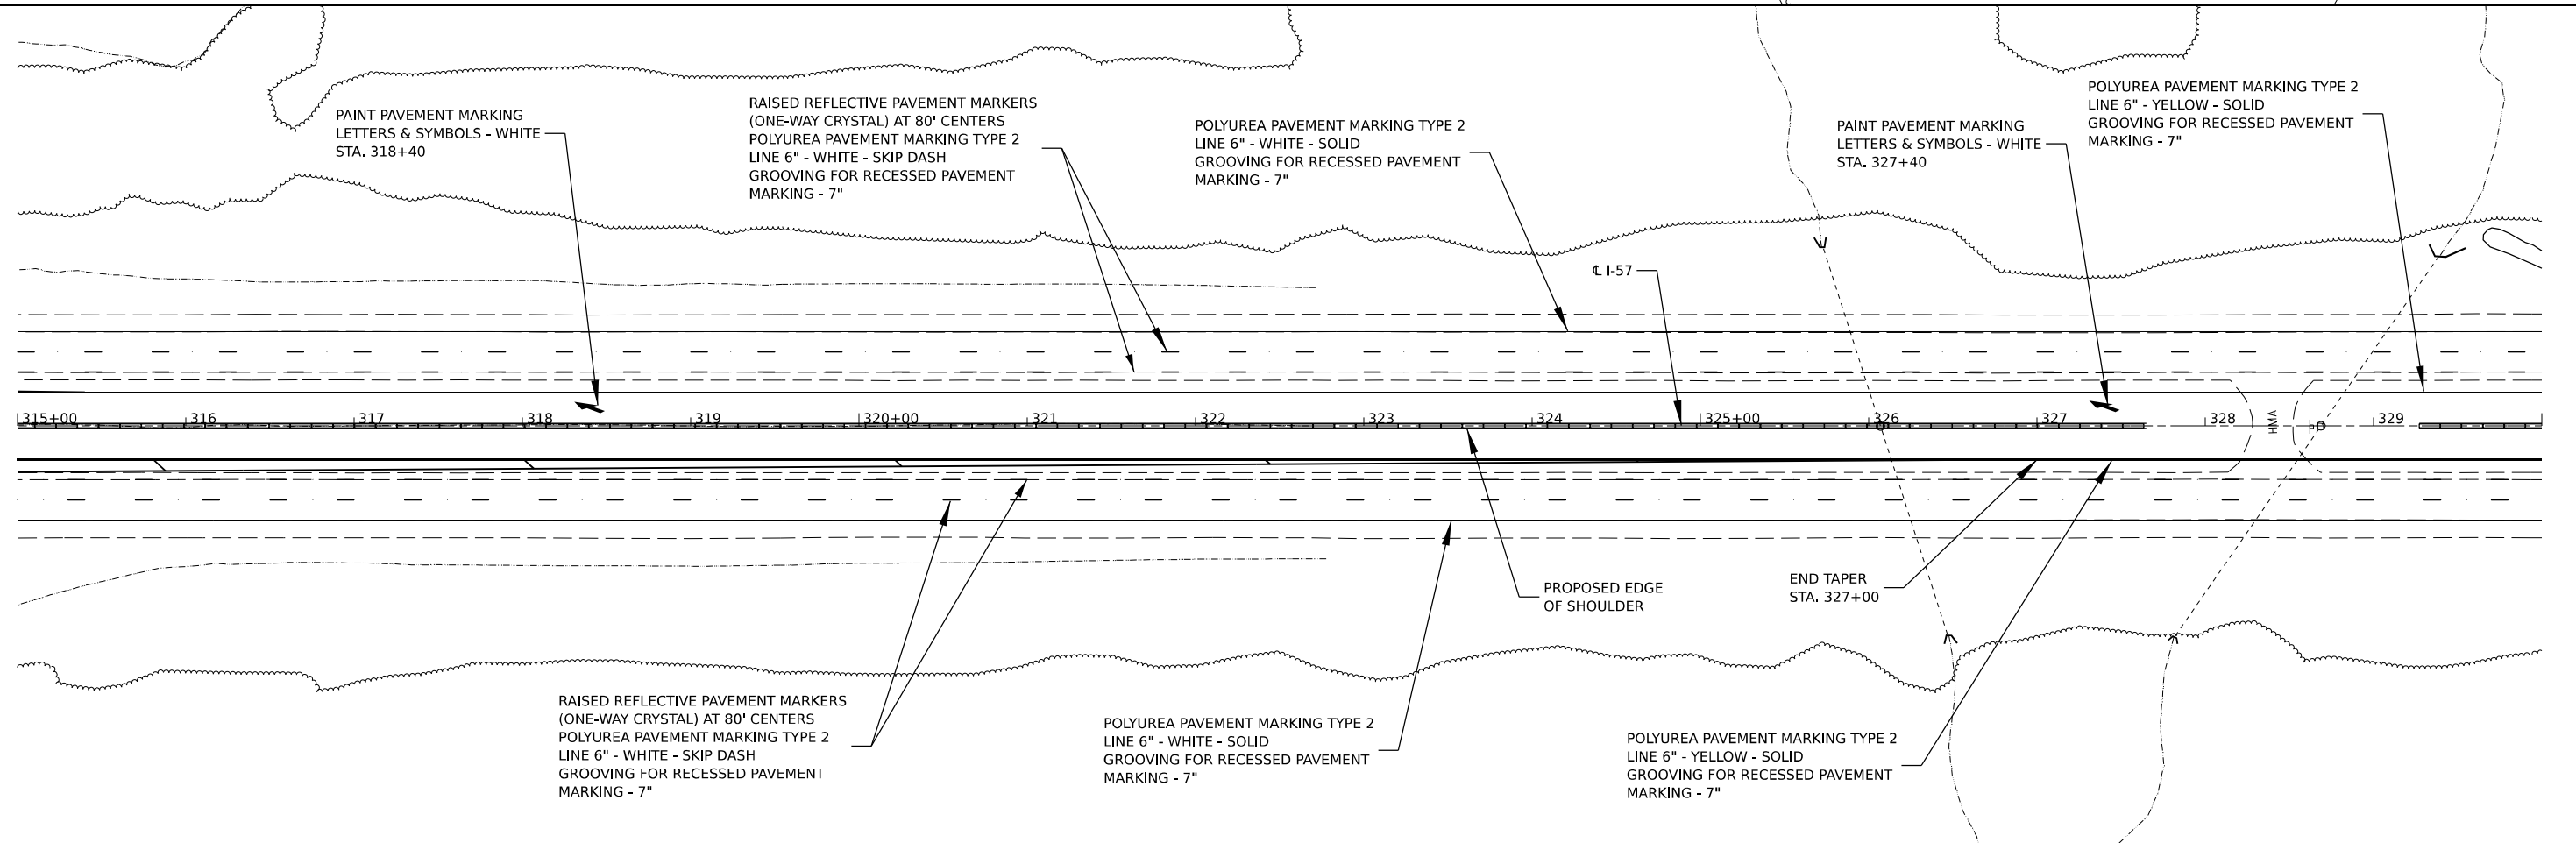 PAINT PAVEMENT MARKING
LETTERS & SYMBOLS - WHITE
STA. 318+40
RAISED REFLECTIVE PAVEMENT MARKERS
(ONE-WAY CRYSTAL) AT 80' CENTERS
POLYUREA PAVEMENT MARKING TYPE 2
LINE 6" - WHITE - SKIP DASH
GROOVING FOR RECESSED PAVEMENT
MARKING - 7"
POLYUREA PAVEMENT MARKING TYPE 2
LINE 6" - WHITE - SOLID
GROOVING FOR RECESSED PAVEMENT
MARKING - 7"
PAINT PAVEMENT MARKING
LETTERS & SYMBOLS - WHITE
STA. 327+40
POLYUREA PAVEMENT MARKING TYPE 2
LINE 6" - YELLOW - SOLID
GROOVING FOR RECESSED PAVEMENT
MARKING - 7"
℄ I-57
315+00 316 317 318 319 320+00 321 322 323 324 325+00 326 327 328 329
HMA
PROPOSED EDGE
OF SHOULDER
END TAPER
STA. 327+00
RAISED REFLECTIVE PAVEMENT MARKERS
(ONE-WAY CRYSTAL) AT 80' CENTERS
POLYUREA PAVEMENT MARKING TYPE 2
LINE 6" - WHITE - SKIP DASH
GROOVING FOR RECESSED PAVEMENT
MARKING - 7"
POLYUREA PAVEMENT MARKING TYPE 2
LINE 6" - WHITE - SOLID
GROOVING FOR RECESSED PAVEMENT
MARKING - 7"
POLYUREA PAVEMENT MARKING TYPE 2
LINE 6" - YELLOW - SOLID
GROOVING FOR RECESSED PAVEMENT
MARKING - 7"